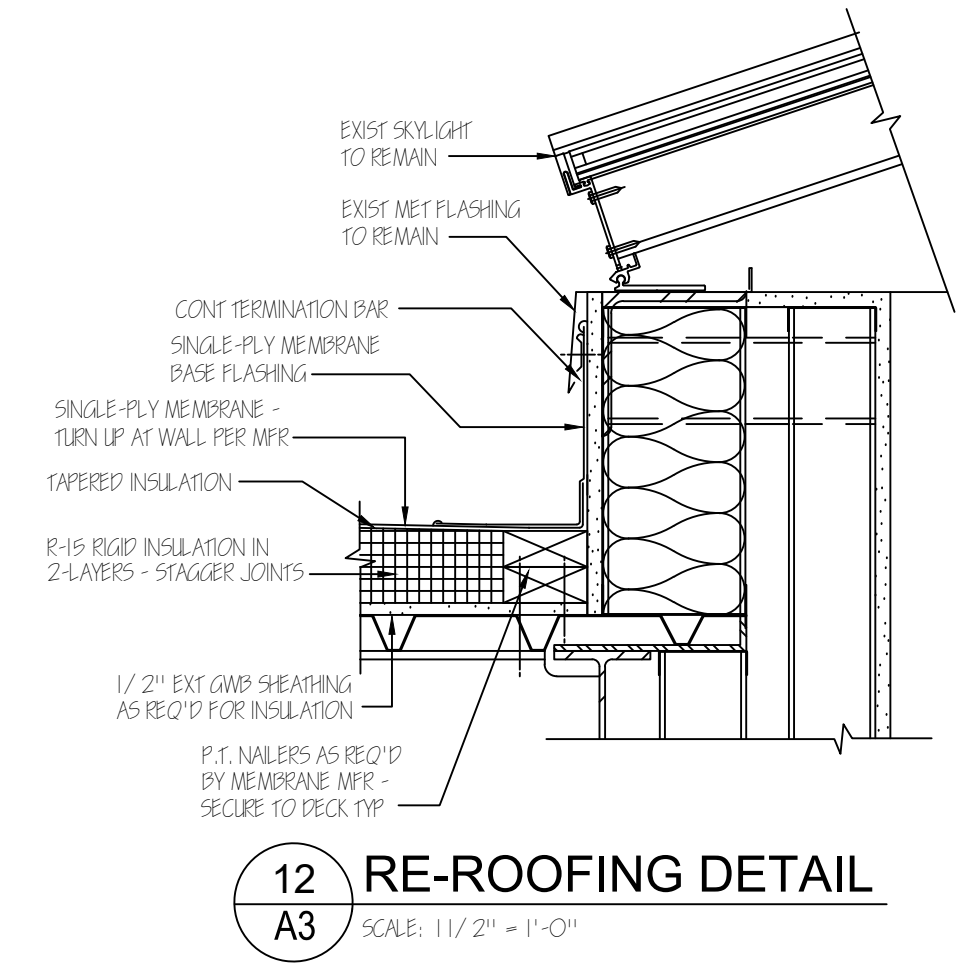 EXIST SKYLIGHT
TO REMAIN
EXIST MET FLASHING
TO REMAIN
CONT TERMINATION BAR
SINGLE-PLY MEMBRANE
BASE FLASHING
SINGLE-PLY MEMBRANE -
TURN UP AT WALL PER MFR
TAPERED INSULATION
R-15 RIGID INSULATION IN
2-LAYERS - STAGGER JOINTS
1/2" EXT GWB SHEATHING
AS REQ'D FOR INSULATION
P.T. NAILERS AS REQ'D
BY MEMBRANE MFR -
SECURE TO DECK TYP
12
A3
RE-ROOFING DETAIL
SCALE: 1 1/2" = 1'-0"